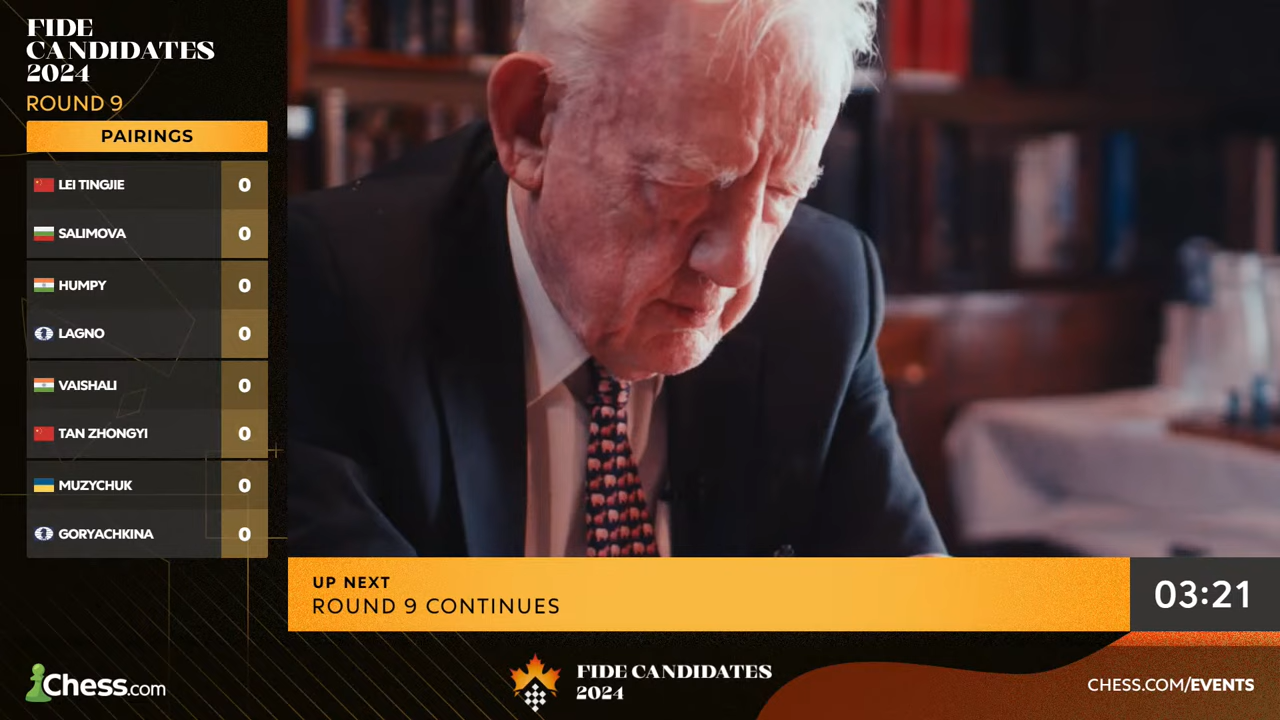 FIDE
CANDIDATES
2024
ROUND 9
PAIRINGS
LEI TINGJIE 0
SALIMOVA 0
HUMPY 0
LAGNO 0
VAISHALI 0
TAN ZHONGYI 0
MUZYCHUK 0
GORYACHKINA 0
UP NEXT
ROUND 9 CONTINUES
03:21
Chess.com
FIDE CANDIDATES
2024
CHESS.COM/EVENTS